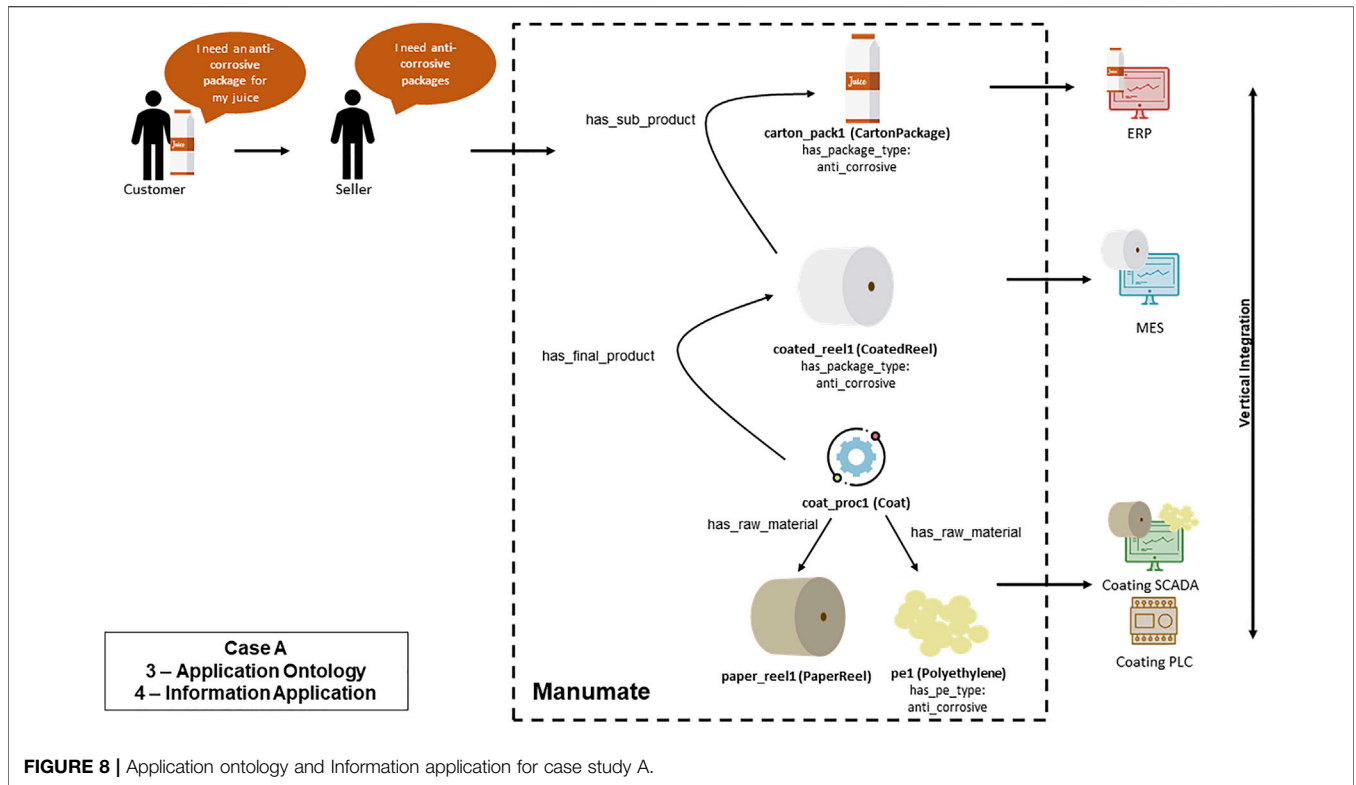 I need an anti-
corrosive
package for
my juice
I need anti-
corrosive
packages
Juice
Customer
Seller
has_sub_product
Juice
carton_pack1 (CartonPackage)
has_package_type:
anti_corrosive
ERP
has_final_product
coated_reel1 (CoatedReel)
has_package_type:
anti_corrosive
MES
Vertical Integration
coat_proc1 (Coat)
has_raw_material
has_raw_material
paper_reel1 (PaperReel)
pe1 (Polyethylene)
has_pe_type:
anti_corrosive
Coating SCADA
Coating PLC
Case A
3 – Application Ontology
4 – Information Application
Manumate
FIGURE 8 | Application ontology and Information application for case study A.